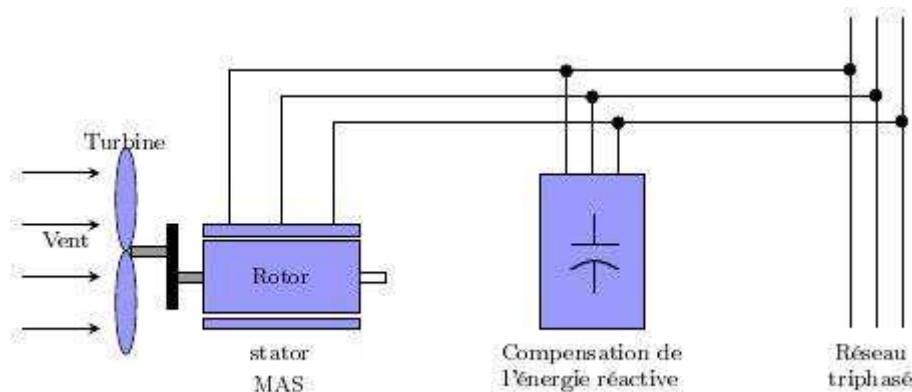 Turbine
Vent
Rotor
stator
MAS
Compensation de
l'énergie réactive
Réseau
triphasé